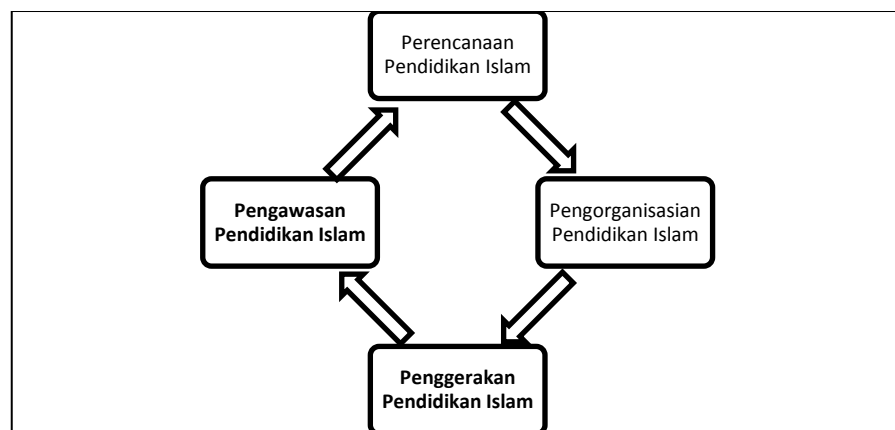 Perencanaan
Pendidikan Islam
Pengawasan
Pendidikan Islam
Pengorganisasian
Pendidikan Islam
Penggerakan
Pendidikan Islam